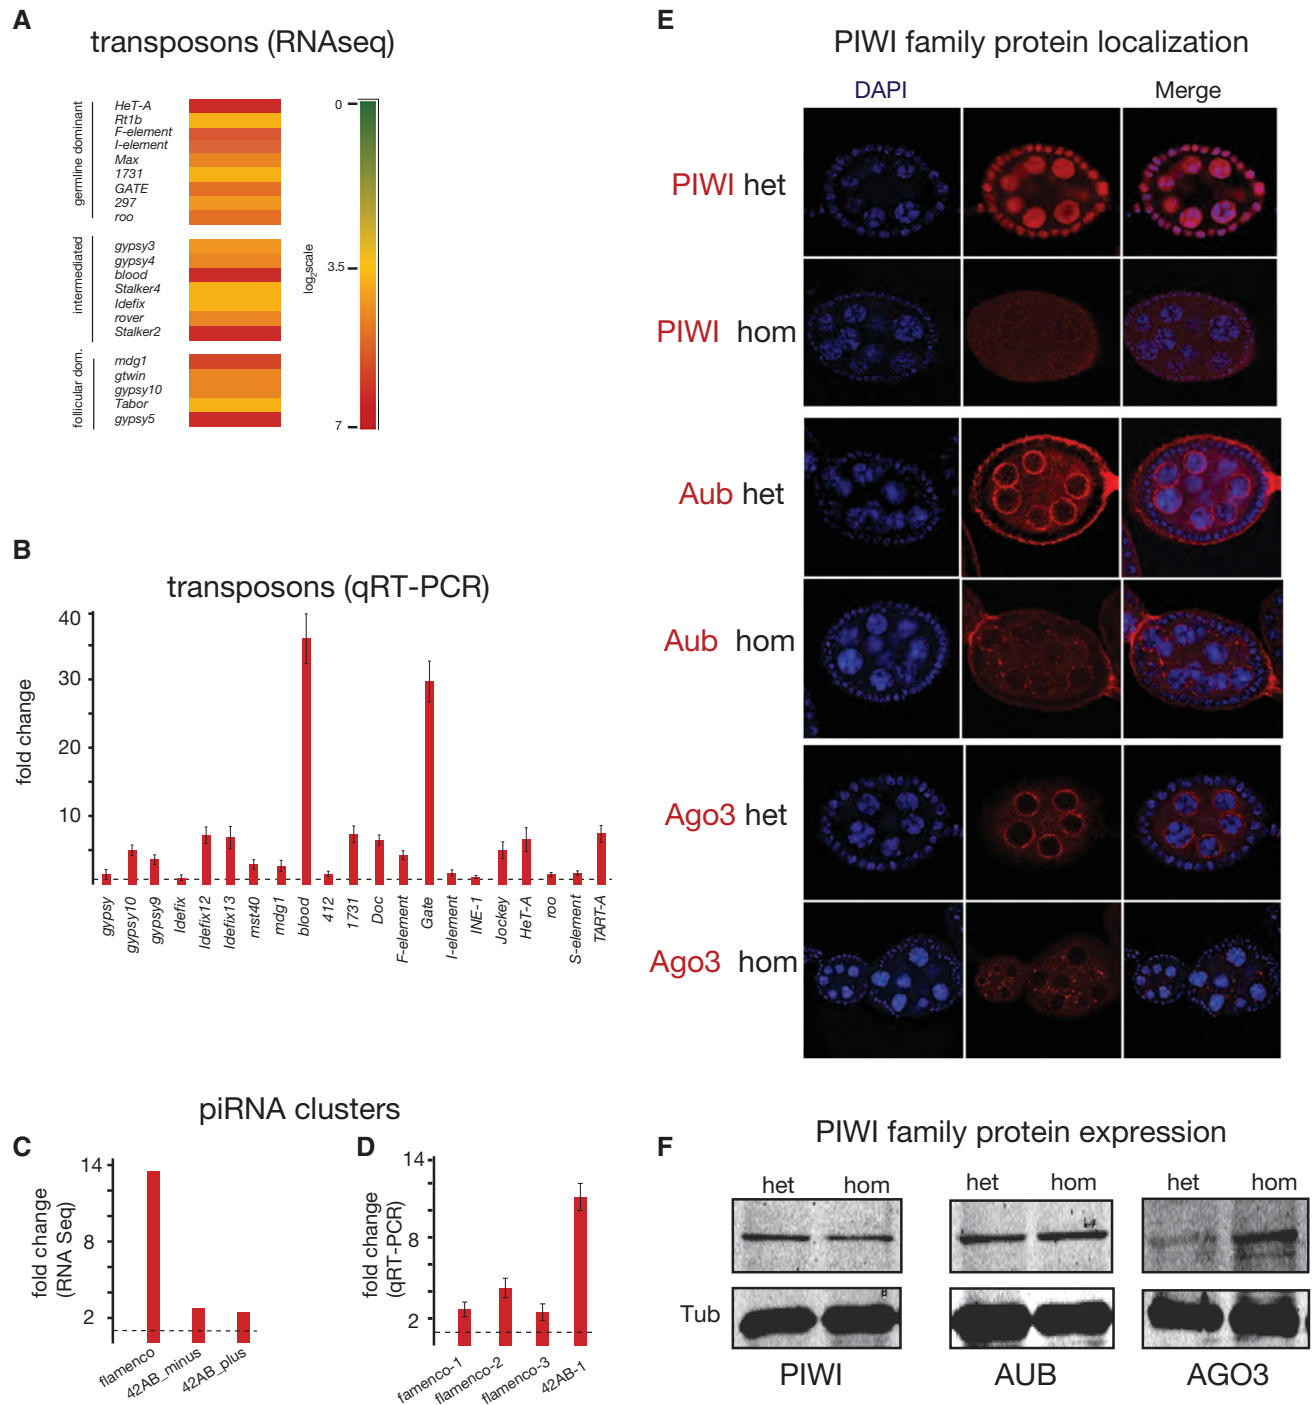 A
transposons (RNAseq)
germline dominant
HeT-A
Rt1b
F-element
I-element
Max
1731
GATE
297
roo
intermediated
gypsy3
gypsy4
blood
Stalker4
Idefix
rover
Stalker2
follicular dom.
mdg1
gtwin
gypsy10
Tabor
gypsy5
log2scale
0
3.5
7
B
transposons (qRT-PCR)
fold change
40
30
20
10
gypsy
gypsy10
gypsy9
Idefix
Idefix12
Idefix13
mst40
mdg1
blood
412
1731
Doc
F-element
Gate
I-element
INE-1
Jockey
HeT-A
roo
S-element
TART-A
piRNA clusters
C
fold change
(RNA Seq)
14
8
2
flamenco
42AB_minus
42AB_plus
D
fold change
(qRT-PCR)
14
8
2
famenco-1
flamenco-2
flamenco-3
42AB-1
E
PIWI family protein localization
DAPI
Merge
PIWI het
PIWI hom
Aub het
Aub hom
Ago3 het
Ago3 hom
F
PIWI family protein expression
het hom
het hom
het hom
Tub
PIWI
AUB
AGO3